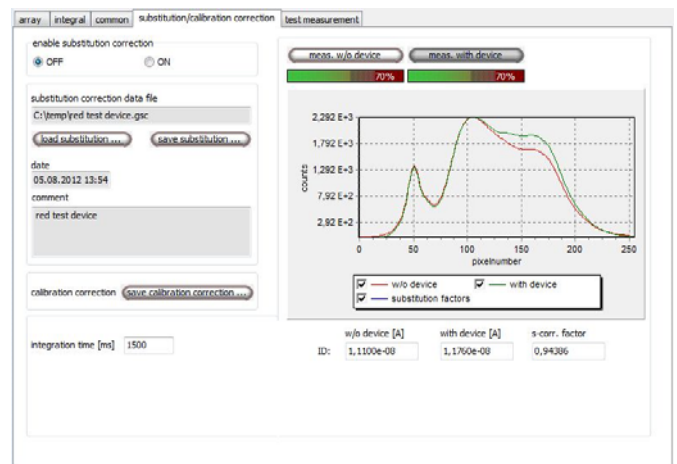 array integral common substitution/calibration correction test measurement
enable substitution correction
OFF ON
substitution correction data file
C:\temp\red test device.gsc
load substitution ... save substitution ...
date
05.08.2012 13:54
comment
red test device
calibration correction save calibration correction ...
integration time [ms] 1500
meas. w/o device meas. with device
70% 70%
2,292 E+3
1,792 E+3
1,292 E+3
7,92 E+2
2,92 E+2
counts
0 50 100 150 200 250
pixelnumber
w/o device with device
substitution factors
w/o device [A] with device [A] s-corr. factor
ID: 1,1100e-08 1,1760e-08 0,94386